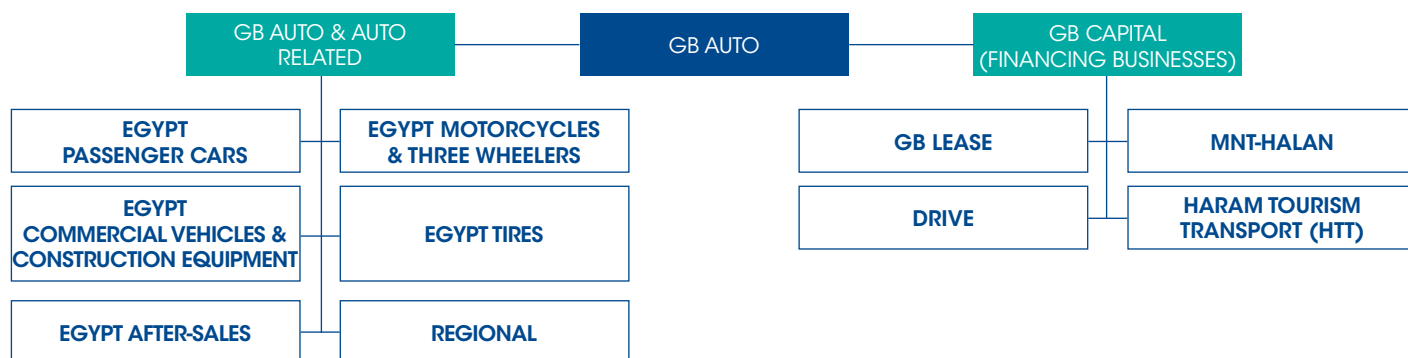 GB AUTO & AUTO
RELATED
GB AUTO
GB CAPITAL
(FINANCING BUSINESSES)
EGYPT
PASSENGER CARS
EGYPT MOTORCYCLES
& THREE WHEELERS
GB LEASE
MNT-HALAN
EGYPT
COMMERCIAL VEHICLES &
CONSTRUCTION EQUIPMENT
EGYPT TIRES
DRIVE
HARAM TOURISM
TRANSPORT (HTT)
EGYPT AFTER-SALES
REGIONAL